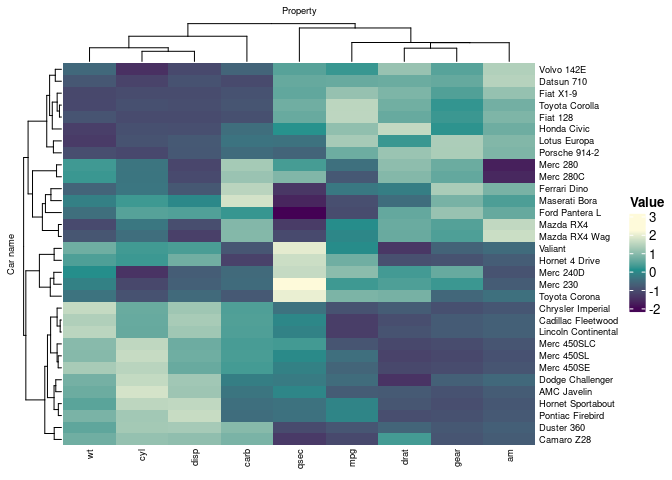 Property
Car name
Volvo 142E
Datsun 710
Fiat X1-9
Toyota Corolla
Fiat 128
Honda Civic
Lotus Europa
Porsche 914-2
Merc 280
Merc 280C
Ferrari Dino
Maserati Bora
Ford Pantera L
Mazda RX4
Mazda RX4 Wag
Valiant
Hornet 4 Drive
Merc 240D
Merc 230
Toyota Corona
Chrysler Imperial
Cadillac Fleetwood
Lincoln Continental
Merc 450SLC
Merc 450SL
Merc 450SE
Dodge Challenger
AMC Javelin
Hornet Sportabout
Pontiac Firebird
Duster 360
Camaro Z28
wt
cyl
disp
carb
qsec
mpg
drat
gear
am
Value
3
2
1
0
-1
-2